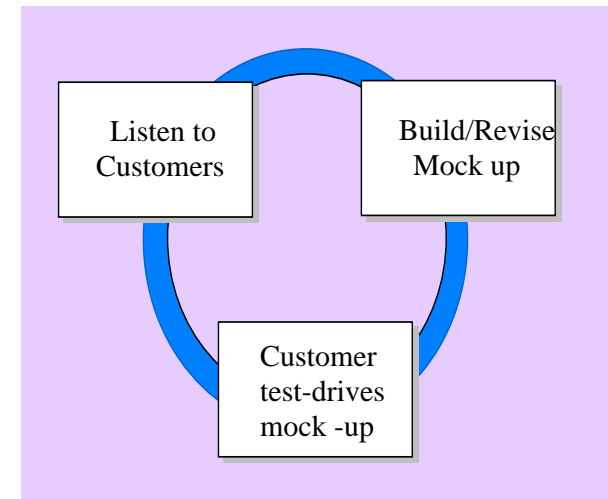 Listen to
Customers
Build/Revise
Mock up
Customer
test-drives
mock -up